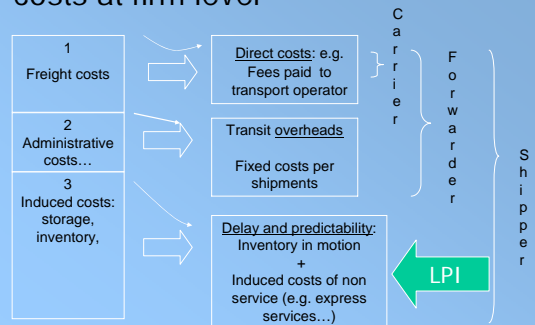 costs at firm level
1
Freight costs
2
Administrative
costs…
3
Induced costs:
storage,
inventory,
Direct costs: e.g.
Fees paid to
transport operator
Transit overheads
Fixed costs per
shipments
Delay and predictability:
Inventory in motion
+
Induced costs of non
service (e.g. express
services…)
LPI
Carrier
Forwarder
Shipper